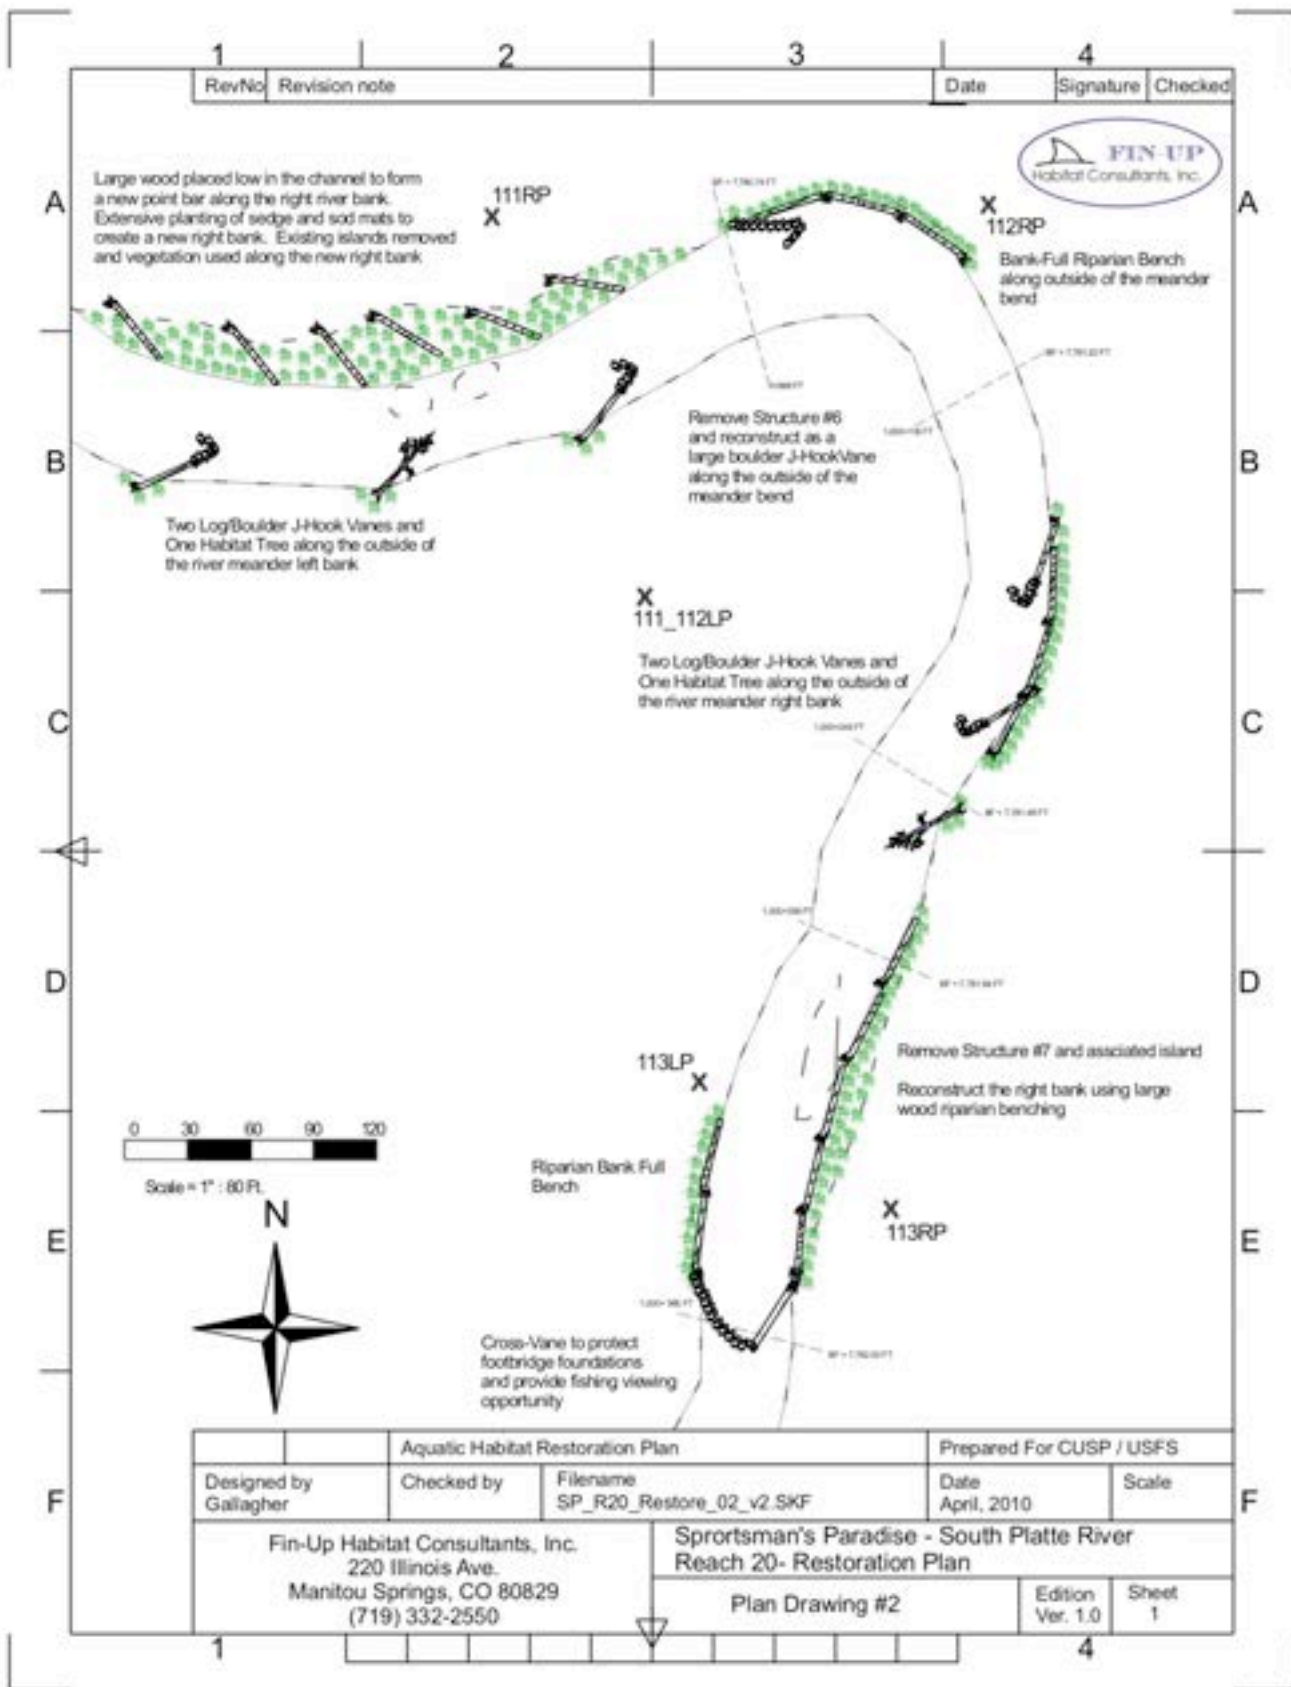 1 2 3 4
RevNo Revision note Date Signature Checked
FIN-UP
Habitat Consultants, Inc.
A A
Large wood placed low in the channel to form
a new point bar along the right river bank.
Extensive planting of sedge and sod mats to
create a new right bank. Existing islands removed
and vegetation used along the new right bank
111RP
112RP
Bank-Full Riparian Bench
along outside of the meander
bend
Remove Structure #6
and reconstruct as a
large boulder J-HookVane
along the outside of the
meander bend
B B
Two Log/Boulder J-Hook Vanes and
One Habitat Tree along the outside of
the river meander left bank
111_112LP
Two Log/Boulder J-Hook Vanes and
One Habitat Tree along the outside of
the river meander right bank
C C
D D
113LP
Remove Structure #7 and assciated island
Reconstruct the right bank using large
wood riparian benching
0 30 60 90 120
Scale = 1" : 80 Ft.
Riparian Bank Full
Bench
N
113RP
E E
Cross-Vane to protect
footbridge foundations
and provide fishing viewing
opportunity
Aquatic Habitat Restoration Plan
Prepared For CUSP / USFS
F F
Designed by
Gallagher
Checked by
Filename
SP_R20_Restore_02_v2.SKF
Date
April, 2010
Scale
Fin-Up Habitat Consultants, Inc.
220 Illinois Ave.
Manitou Springs, CO 80829
(719) 332-2550
Sprortsman's Paradise - South Platte River
Reach 20- Restoration Plan
Plan Drawing #2
Edition
Ver. 1.0
Sheet
1
1 4